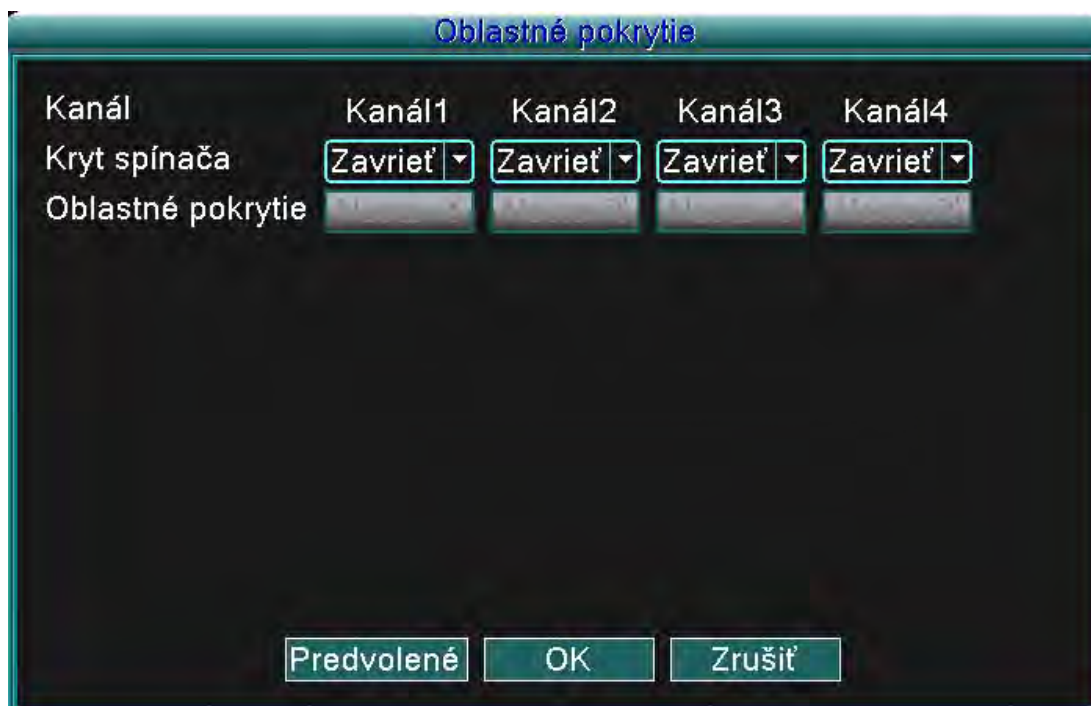 Oblastné pokrytie
Kanál Kanál1 Kanál2 Kanál3 Kanál4
Kryt spínača Zavrieť Zavrieť Zavrieť Zavrieť
Oblastné pokrytie
Predvolené OK Zrušiť